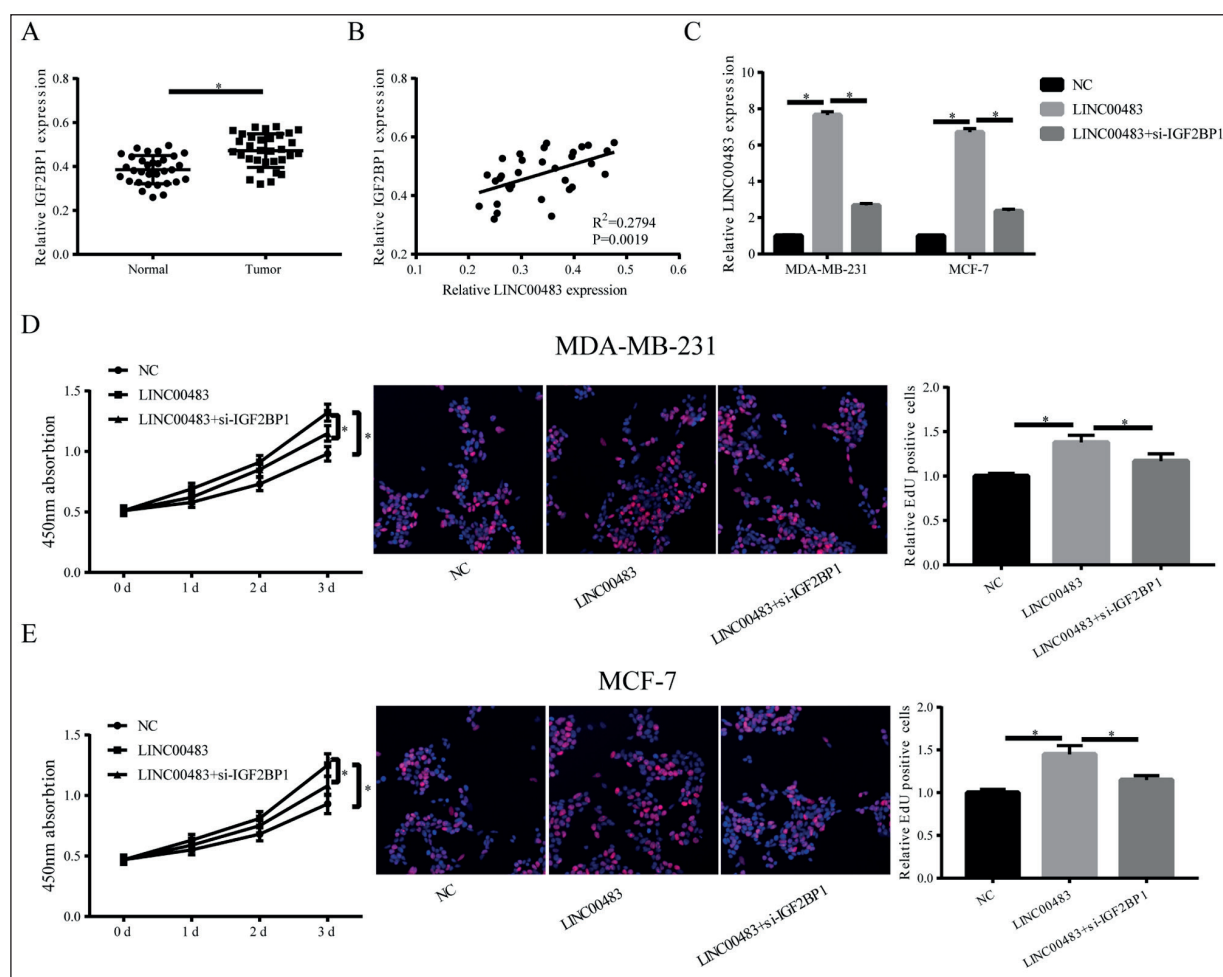 A
Relative IGF2BP1 expression
0.8
0.6
0.4
0.2
0.0
*
Normal
Tumor
B
Relative IGF2BP1 expression
0.8
0.6
0.4
0.2
R²=0.2794
P=0.0019
0.1
0.2
0.3
0.4
0.5
0.6
Relative LINC00483 expression
C
Relative LINC00483 expression
10
8
6
4
2
0
* *
* *
MDA-MB-231
MCF-7
NC
LINC00483
LINC00483+si-IGF2BP1
D
MDA-MB-231
450nm absorption
1.5
1.0
0.5
0.0
NC
LINC00483
LINC00483+si-IGF2BP1
*
*
0 d
1 d
2 d
3 d
NC
LINC00483
LINC00483+si-IGF2BP1
Relative EdU positive cells
2.0
1.5
1.0
0.5
0.0
*
*
NC
LINC00483
LINC00483+si-IGF2BP1
E
MCF-7
450nm absorbtion
1.5
1.0
0.5
0.0
NC
LINC00483
LINC00483+si-IGF2BP1
*
*
0 d
1 d
2 d
3 d
NC
LINC00483
LINC00483+si-IGF2BP1
Relative EdU positive cells
2.0
1.5
1.0
0.5
0.0
*
*
NC
LINC00483
LINC00483+si-IGF2BP1